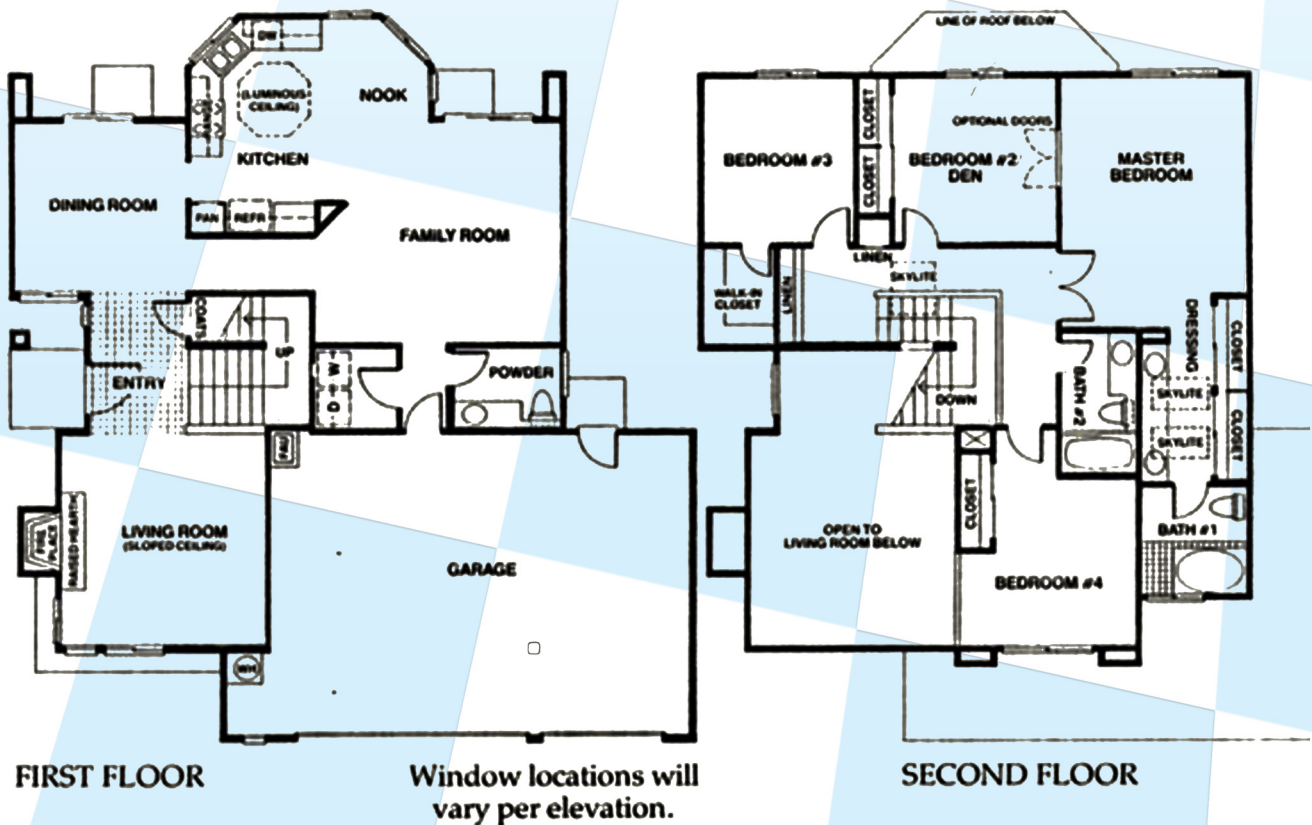 DW
(LUMINOUS
CEILING)
NOOK
RANGE
KITCHEN
DINING ROOM
PAN
REFR
FAMILY ROOM
COATS
UP
ENTRY
W
D
POWDER
FAU
FIRE
PLACE
RAISED HEARTH
LIVING ROOM
(SLOPED CEILING)
GARAGE
WH
FIRST FLOOR
Window locations will
vary per elevation.
LINE OF ROOF BELOW
CLOSET
CLOSET
OPTIONAL DOORS
BEDROOM #3
BEDROOM #2
DEN
MASTER
BEDROOM
LINEN
SKYLITE
WALK-IN
CLOSET
LINEN
DRESSING
CLOSET
CLOSET
BATH #2
SKYLITE
SKYLITE
DOWN
CLOSET
OPEN TO
LIVING ROOM BELOW
BATH #1
BEDROOM #4
SECOND FLOOR